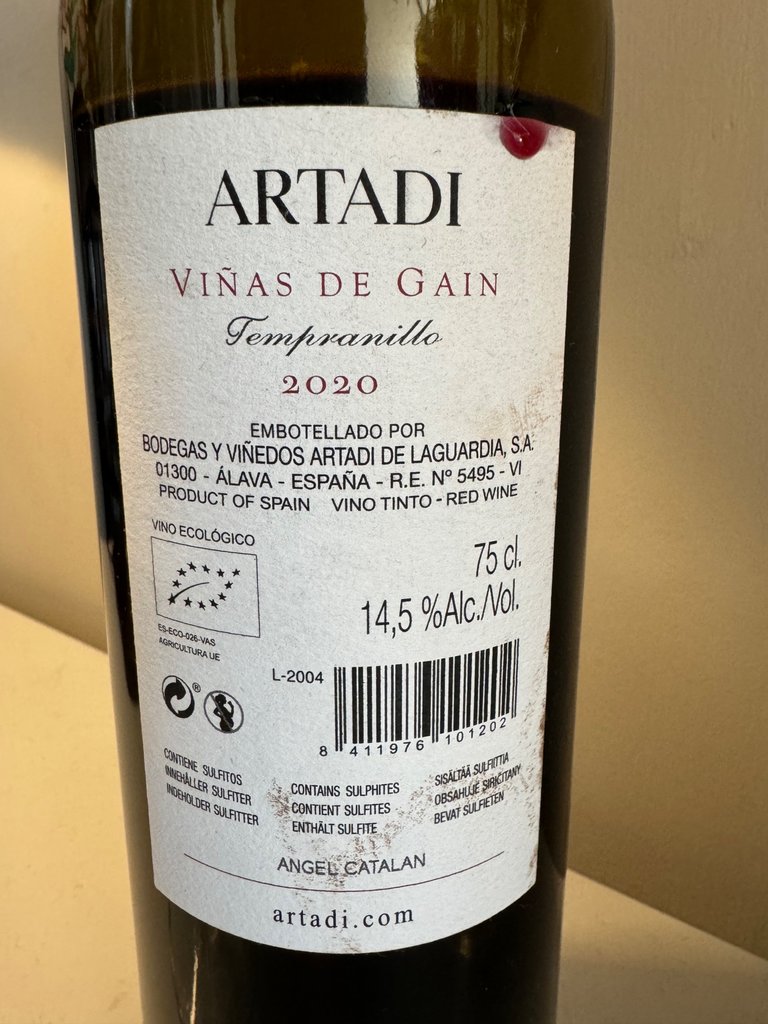 ARTADI
VIÑAS DE GAIN
Tempranillo
2020
EMBOTELLADO POR
BODEGAS Y VIÑEDOS ARTADI DE LAGUARDIA, S.A.
01300 - ÁLAVA - ESPAÑA - R.E. Nº 5495 - VI
PRODUCT OF SPAIN VINO TINTO - RED WINE
VINO ECOLÓGICO
75 cl.
14,5 %Alc./Vol.
ES-ECO-026-VAS
AGRICULTURA UE
L-2004
®
8 411976 101202
CONTIENE SULFITOS
INNEHÅLLER SULFITER
INDEHOLDER SULFITTER
CONTAINS SULPHITES
CONTIENT SULFITES
ENTHÄLT SULFITE
SISÄLTÄÄ SULFIITTIA
OBSAHUJE SIRIČITANY
BEVAT SULFIETEN
ANGEL CATALAN
artadi.com